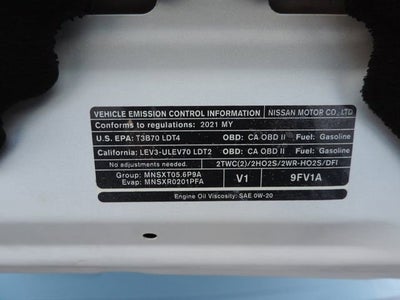 VEHICLE EMISSION CONTROL INFORMATION NISSAN MOTOR CO., LTD
Conforms to regulations: 2021 MY
U.S. EPA: T3B70 LDT4 OBD: CA OBD II Fuel: Gasoline
California: LEV3-ULEV70 LDT2 OBD: CA OBD II Fuel: Gasoline
No adjustments needed. 2TWC(2)/2HO2S/2WR-HO2S/DFI
Group: MNSXT05.6P9A
Evap: MNSXR0201PFA
V1 9FV1A
Engine Oil Viscosity: SAE 0W-20